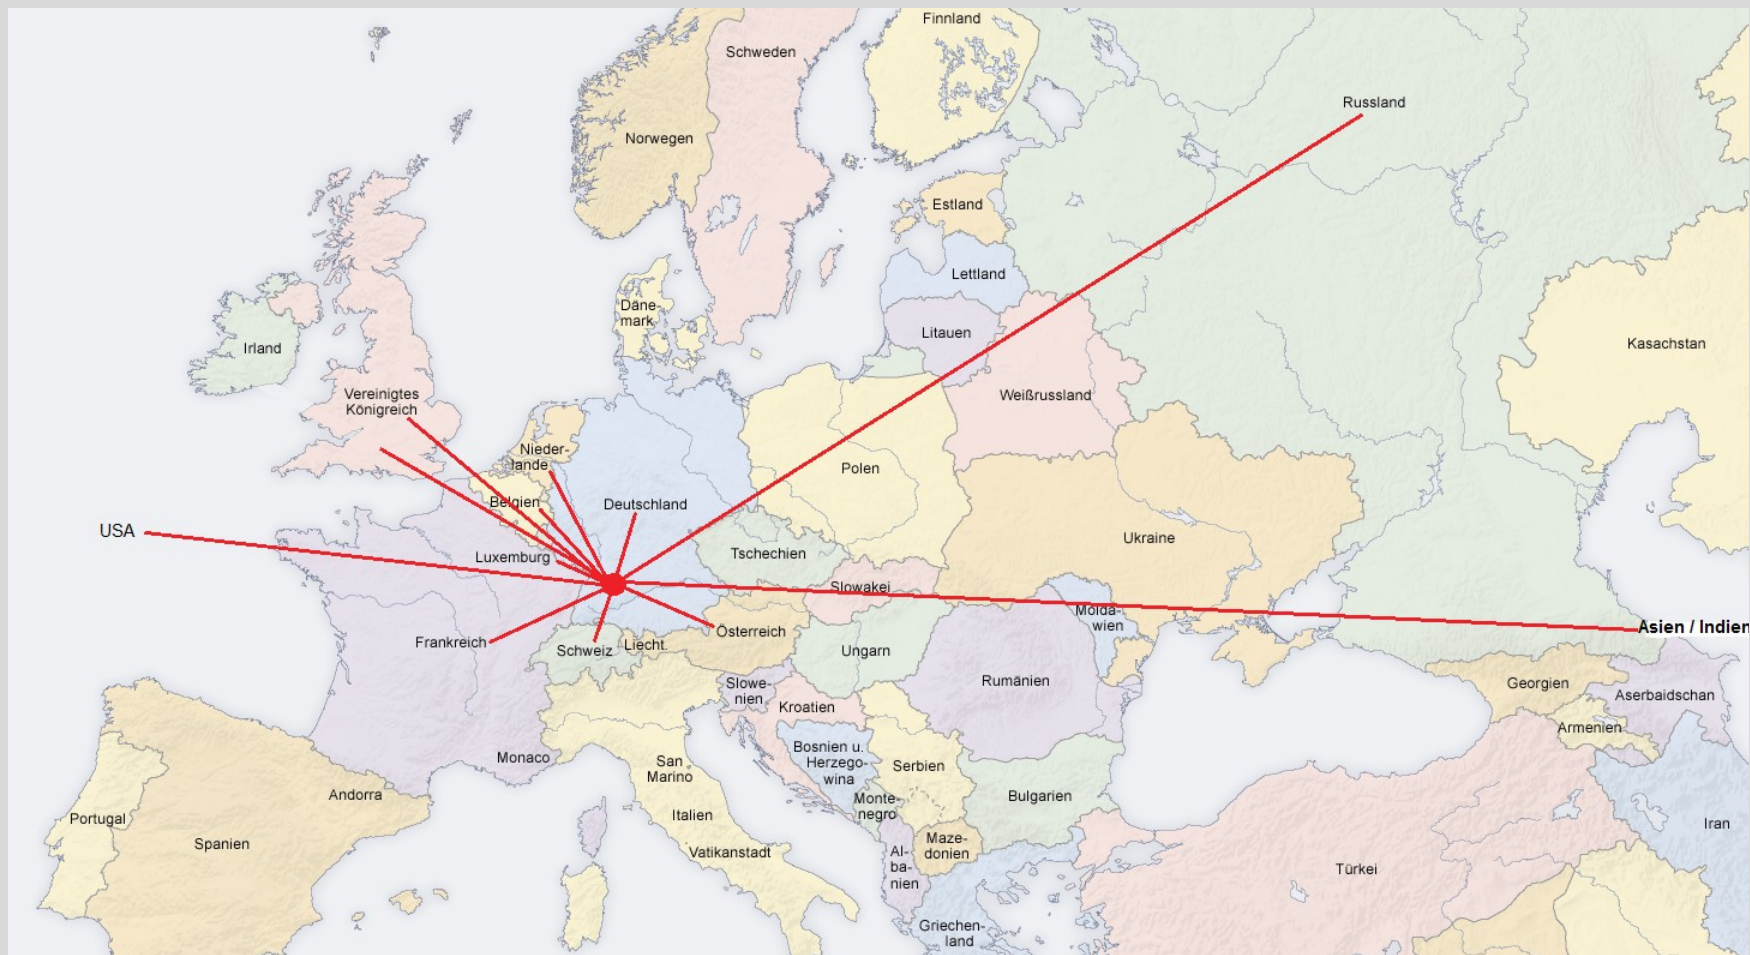 Finnland
Schweden
Russland
Norwegen
Estland
Lettland
Däne-
mark
Litauen
Irland
Kasachstan
Vereinigtes
Königreich
Weißrussland
Nieder-
lande
Polen
Belgien
Deutschland
USA
Ukraine
Tschechien
Luxemburg
Slowakei
Molda-
wien
Asien / Indien
Österreich
Frankreich
Schweiz
Liecht.
Ungarn
Rumänien
Georgien
Slowe-
nien
Aserbaidschan
Kroatien
Armenien
Bosnien u.
Herzego-
wina
Monaco
San
Marino
Serbien
Andorra
Bulgarien
Monte-
negro
Portugal
Italien
Iran
Spanien
Maze-
donien
Vatikanstadt
Al-
ba-
nien
Türkei
Griechen-
land